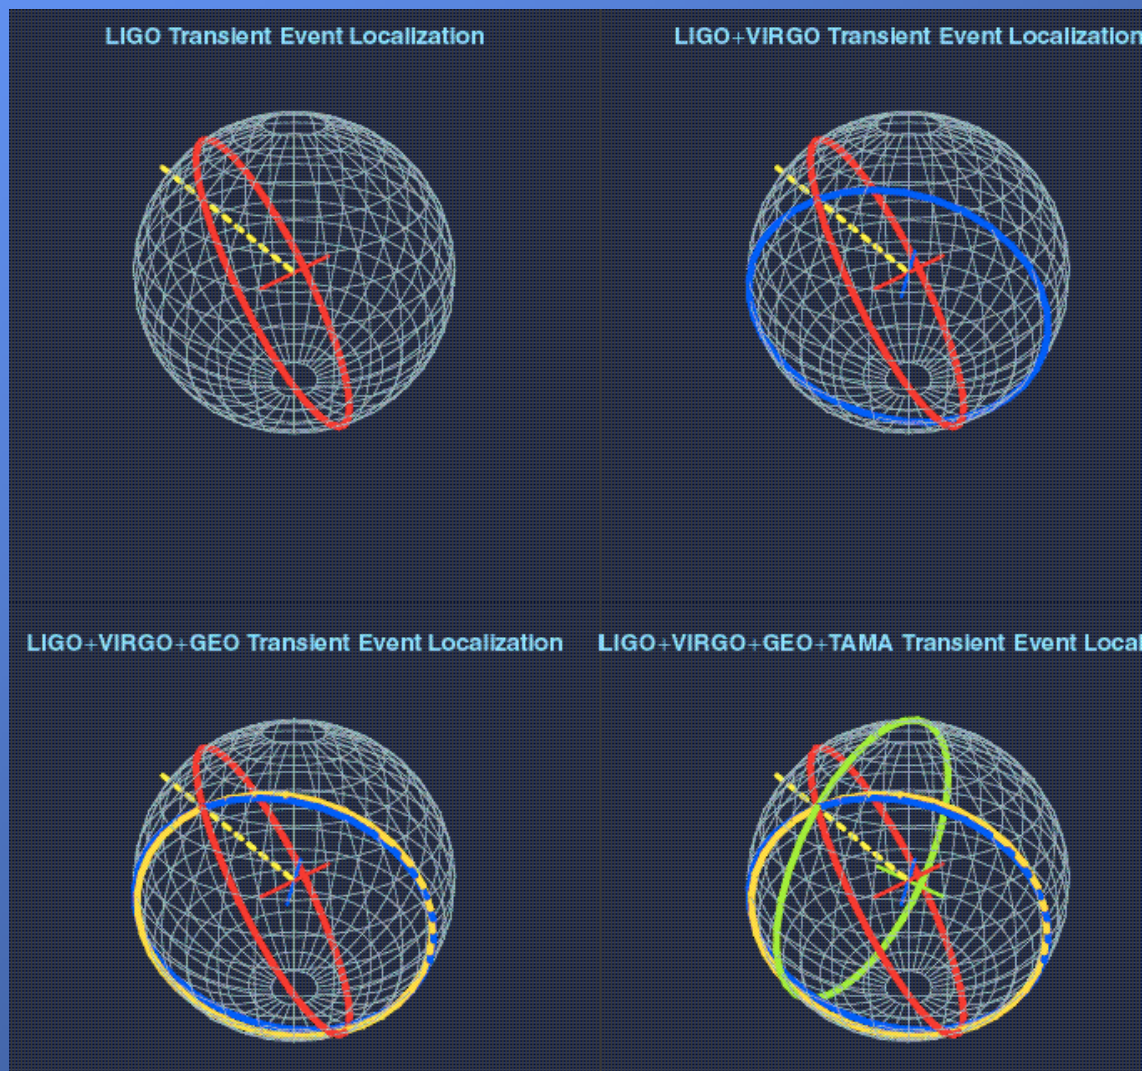 LIGO Transient Event Localization
LIGO+VIRGO Transient Event Localization
LIGO+VIRGO+GEO Transient Event Localization
LIGO+VIRGO+GEO+TAMA Transient Event Local